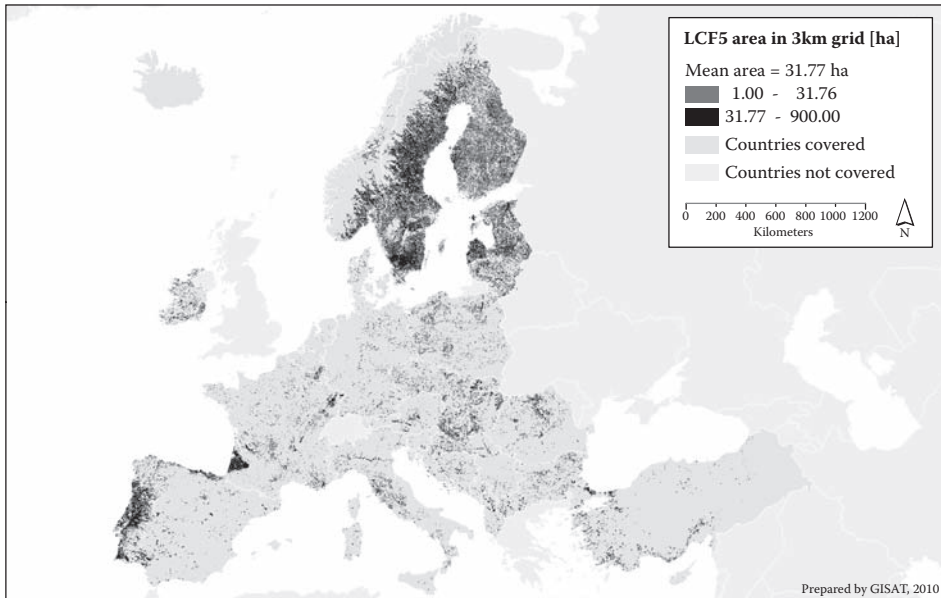 LCF5 area in 3km grid [ha]
Mean area = 31.77 ha
1.00 - 31.76
31.77 - 900.00
Countries covered
Countries not covered
0 200 400 600 800 1000 1200
Kilometers
N
Prepared by GISAT, 2010